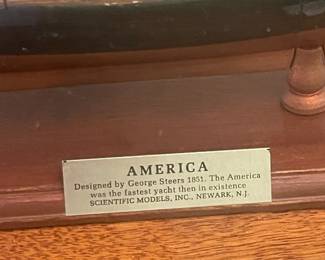 AMERICA
Designed by George Steers 1851. The America
was the fastest yacht then in existence
SCIENTIFIC MODELS, INC., NEWARK, N.J.